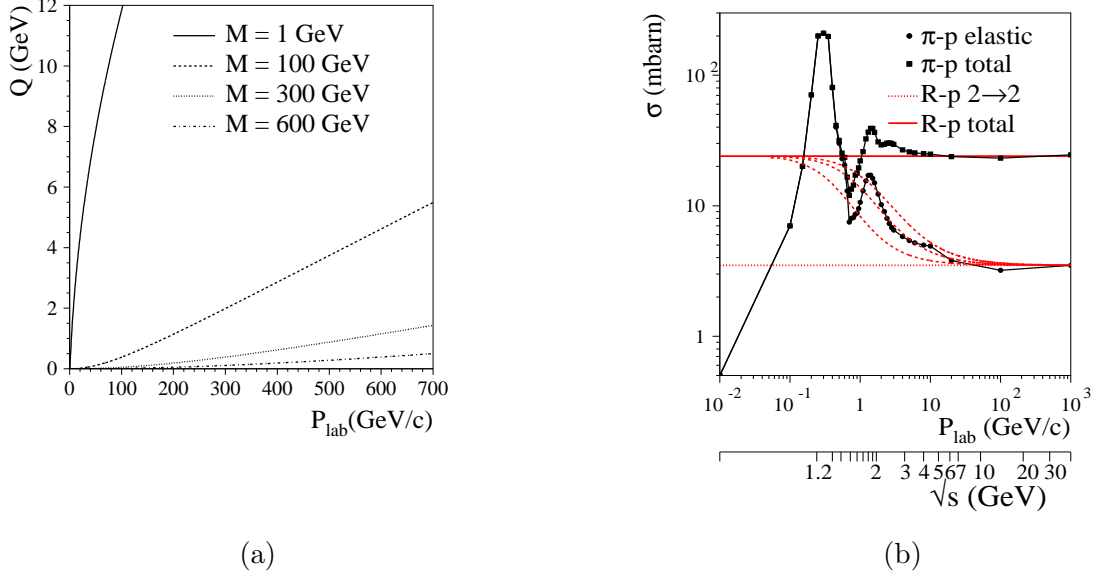 Q (GeV)
12
10
8
6
4
2
0
M = 1 GeV
M = 100 GeV
M = 300 GeV
M = 600 GeV
0 100 200 300 400 500 600 700
P_lab(GeV/c)
(a)
σ (mbarn)
10^2
10
1
π-p elastic
π-p total
R-p 2→2
R-p total
10^-2 10^-1 1 10 10^2 10^3
P_lab (GeV/c)
1.2 2 3 4 5 6 7 10 20 30
√s (GeV)
(b)